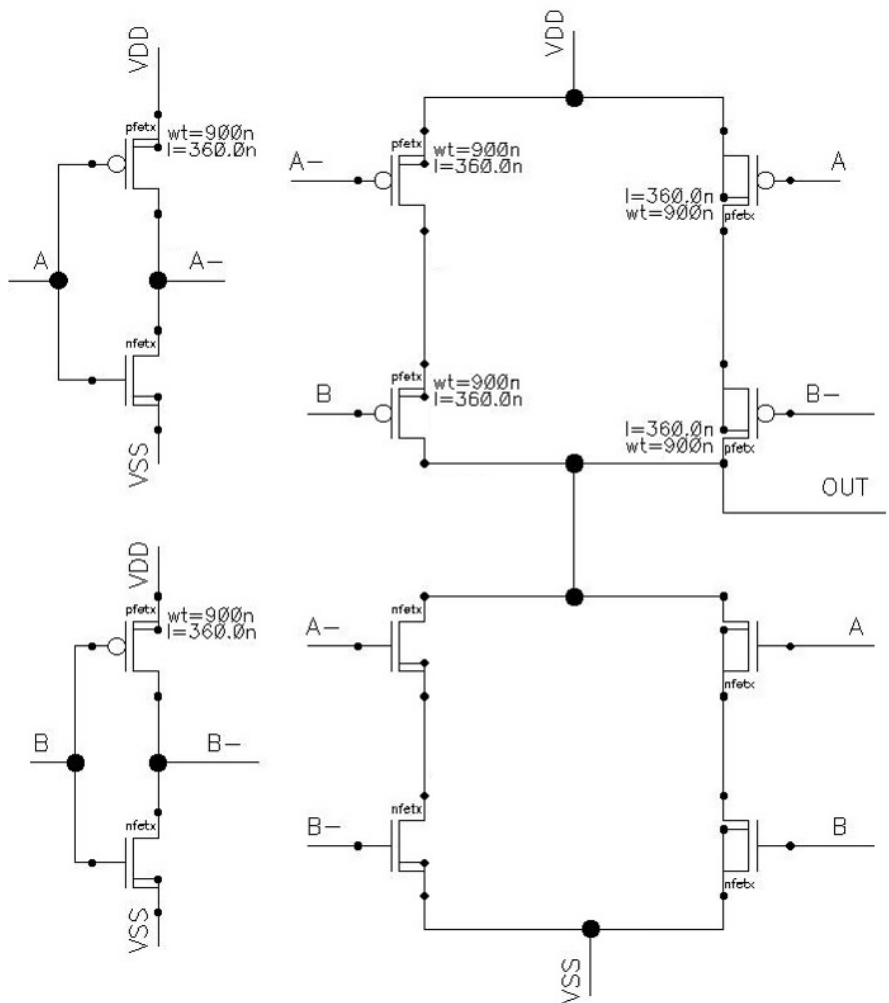 VDD
pfetx
wt=900n
l=360.0n
A
A-
nfetx
VSS
VDD
pfetx
wt=900n
l=360.0n
B
B-
nfetx
VSS
VDD
A-
pfetx
wt=900n
l=360.0n
A
l=360.0n
wt=900n
pfetx
B
pfetx
wt=900n
l=360.0n
B-
l=360.0n
wt=900n
pfetx
OUT
A-
nfetx
A
nfetx
B-
nfetx
B
nfetx
VSS